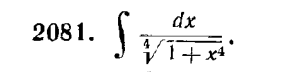 2081. ∫ dx / ∜(1 + x⁴).